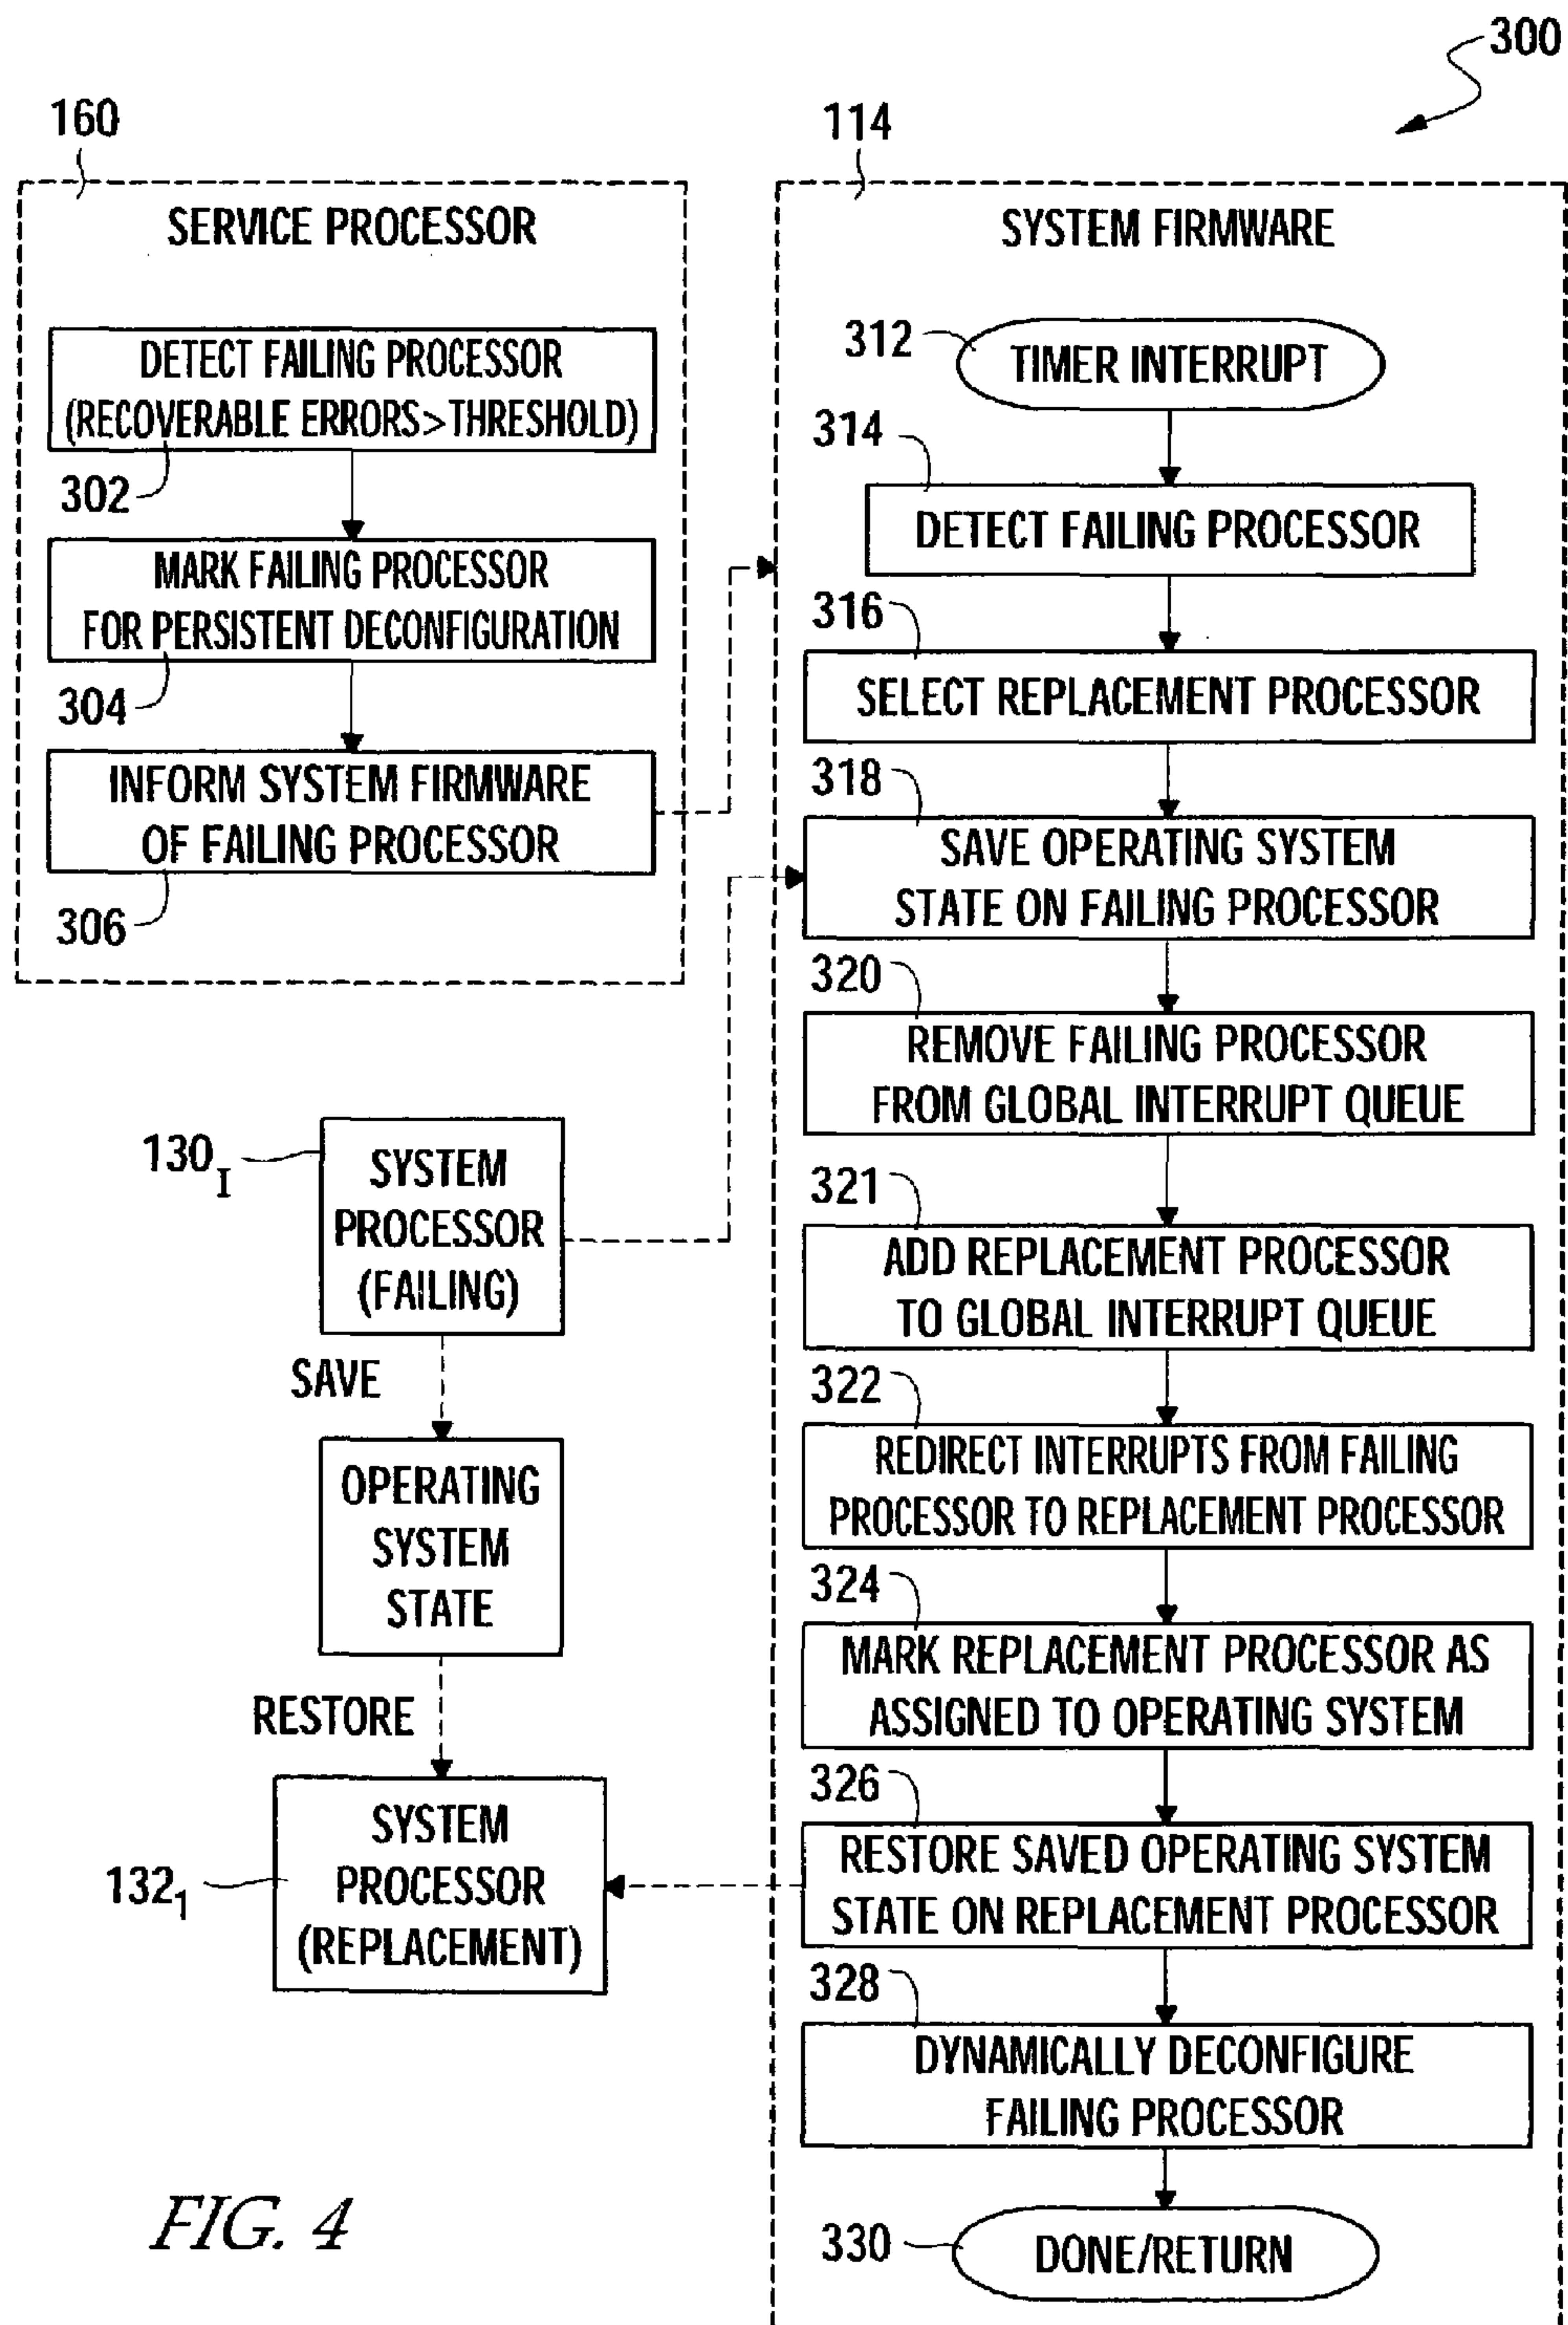 300
160
SERVICE PROCESSOR
DETECT FAILING PROCESSOR
(RECOVERABLE ERRORS>THRESHOLD)
302
MARK FAILING PROCESSOR
FOR PERSISTENT DECONFIGURATION
304
INFORM SYSTEM FIRMWARE
OF FAILING PROCESSOR
306
130I
SYSTEM
PROCESSOR
(FAILING)
SAVE
OPERATING
SYSTEM
STATE
RESTORE
1321
SYSTEM
PROCESSOR
(REPLACEMENT)
114
SYSTEM FIRMWARE
312
TIMER INTERRUPT
314
DETECT FAILING PROCESSOR
316
SELECT REPLACEMENT PROCESSOR
318
SAVE OPERATING SYSTEM
STATE ON FAILING PROCESSOR
320
REMOVE FAILING PROCESSOR
FROM GLOBAL INTERRUPT QUEUE
321
ADD REPLACEMENT PROCESSOR
TO GLOBAL INTERRUPT QUEUE
322
REDIRECT INTERRUPTS FROM FAILING
PROCESSOR TO REPLACEMENT PROCESSOR
324
MARK REPLACEMENT PROCESSOR AS
ASSIGNED TO OPERATING SYSTEM
326
RESTORE SAVED OPERATING SYSTEM
STATE ON REPLACEMENT PROCESSOR
328
DYNAMICALLY DECONFIGURE
FAILING PROCESSOR
330
DONE/RETURN
FIG. 4